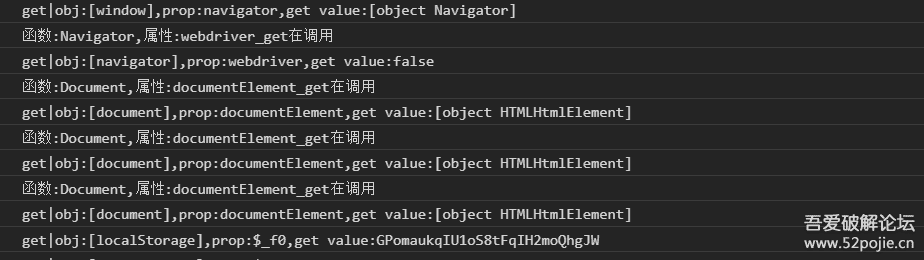 get|obj:[window],prop:navigator,get value:[object Navigator]
函数:Navigator,属性:webdriver_get在调用
get|obj:[navigator],prop:webdriver,get value:false
函数:Document,属性:documentElement_get在调用
get|obj:[document],prop:documentElement,get value:[object HTMLHtmlElement]
函数:Document,属性:documentElement_get在调用
get|obj:[document],prop:documentElement,get value:[object HTMLHtmlElement]
函数:Document,属性:documentElement_get在调用
get|obj:[document],prop:documentElement,get value:[object HTMLHtmlElement]
get|obj:[localStorage],prop:$_f0,get value:GPomaukqIU1oS8tFqIH2moQhgJW
吾爱破解论坛
www.52pojie.cn